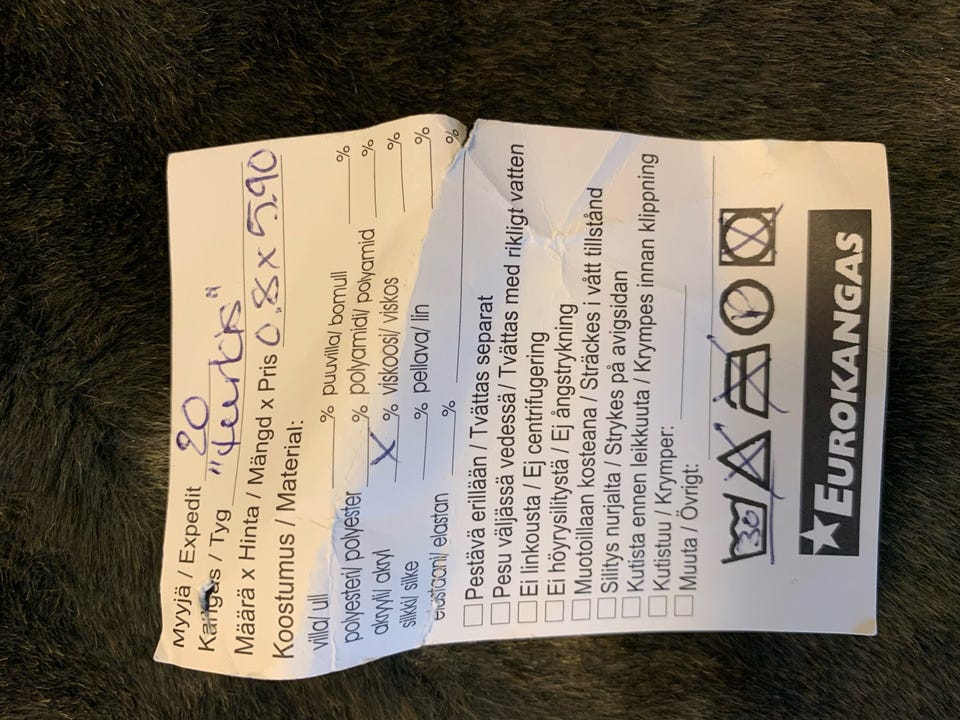 Myyjä / Expedit 20
Kangas / Tyg "turkis"
Määrä x Hinta / Mängd x Pris 0.8 x 5.90
Koostumus / Material:
villa/ ull % puuvilla/ bomull %
polyesteri/ polyester % polyamidi/ polyamid %
akryyli/ akryl X % viskoosi/ viskos %
silkki/ silke % pellava/ lin %
elastaani/ elastan % %
Pestävä erillään / Tvättas separat
Pesu väljässä vedessä / Tvättas med rikligt vatten
Ei linkousta / Ej centrifugering
Ei höyrysilitystä / Ej ångstrykning
Muotoillaan kosteana / Sträckes i vått tillstånd
Silitys nurjalta / Strykes på avigsidan
Kutista ennen leikkuuta / Krympes innan klippning
Kutistuu / Krymper:
Muuta / Övrigt:
30 P
EUROKANGAS